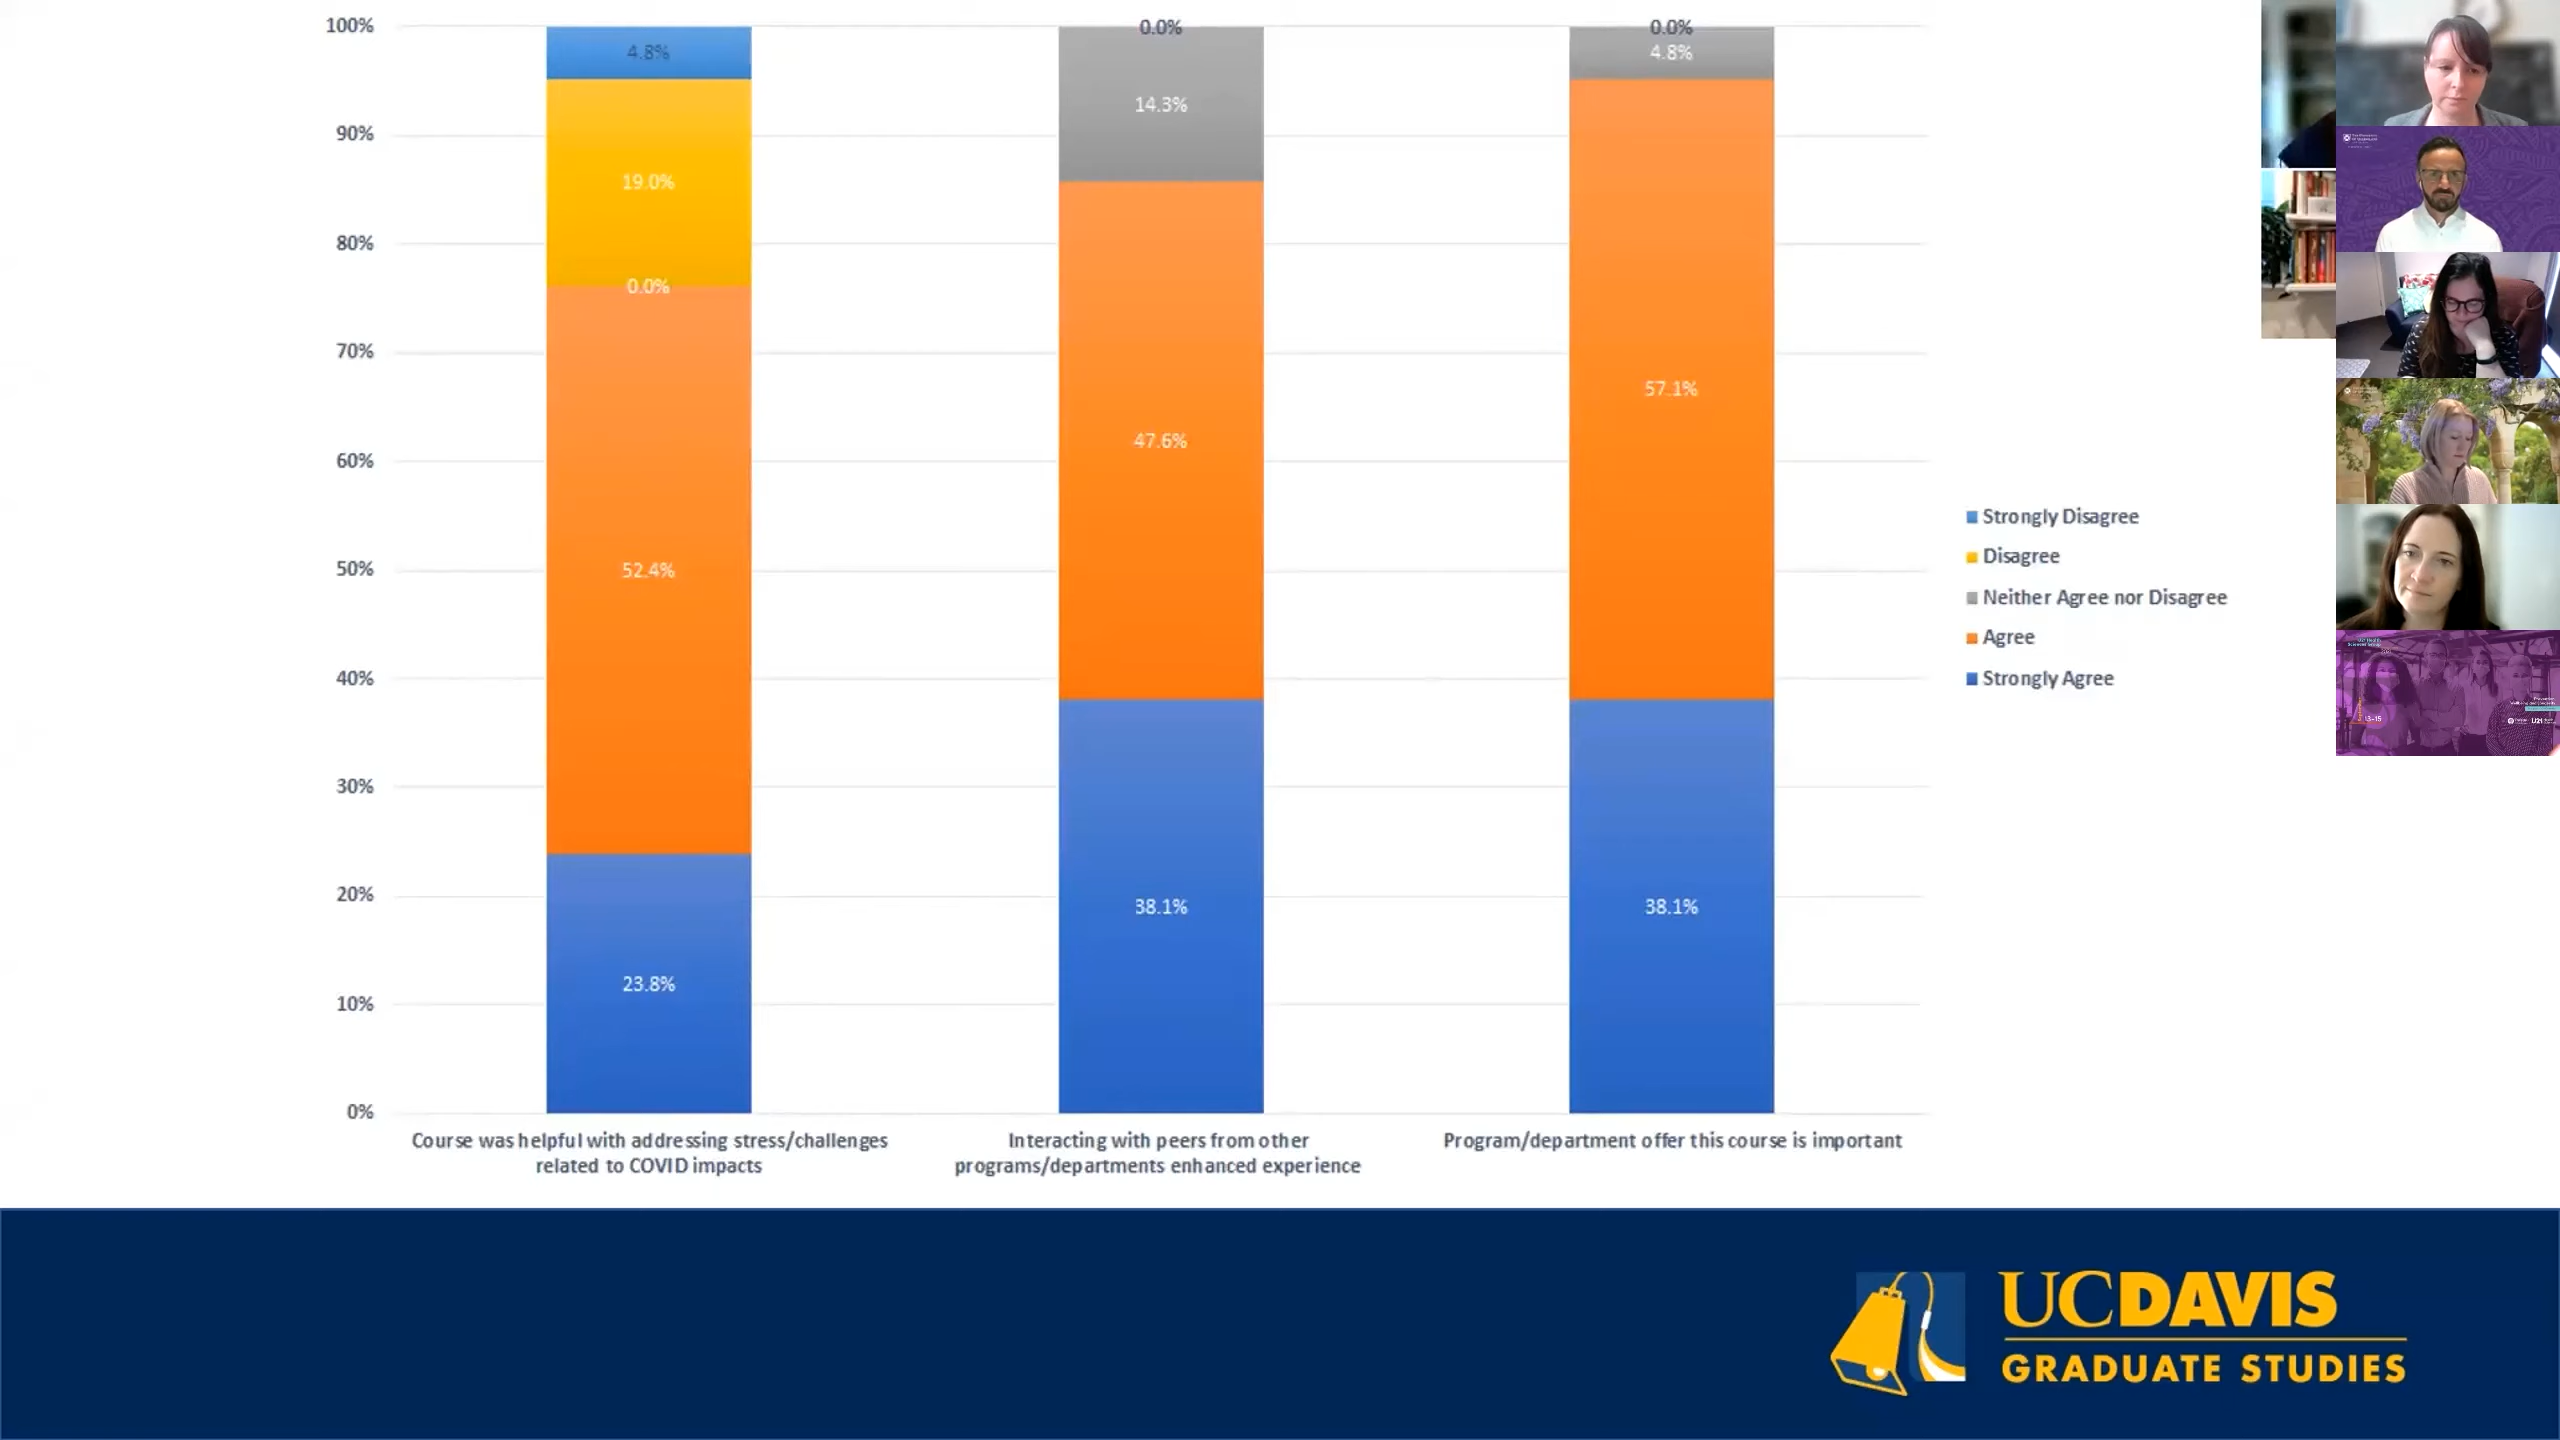 100%
90%
80%
70%
60%
50%
40%
30%
20%
10%
0%
4.8%
19.0%
0.0%
52.4%
23.8%
0.0%
14.3%
47.6%
38.1%
0.0%
4.8%
57.1%
38.1%
Course was helpful with addressing stress/challenges
related to COVID impacts
Interacting with peers from other
programs/departments enhanced experience
Program/department offer this course is important
Strongly Disagree
Disagree
Neither Agree nor Disagree
Agree
Strongly Agree
13-15
U21
UCDAVIS
GRADUATE STUDIES